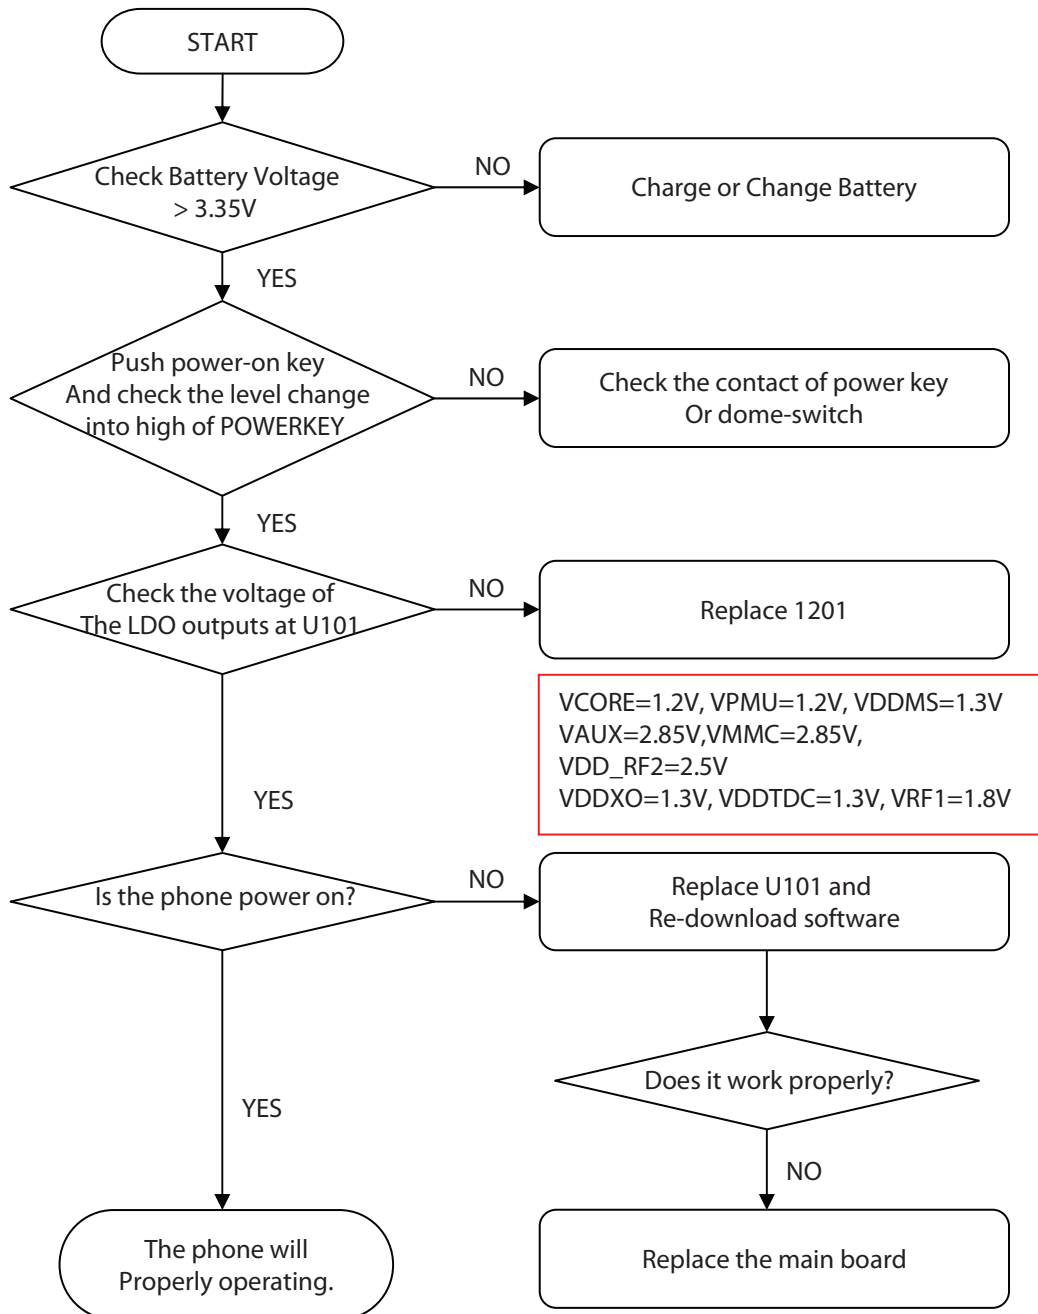 START
Check Battery Voltage
> 3.35V
NO
Charge or Change Battery
YES
Push power-on key
And check the level change
into high of POWERKEY
NO
Check the contact of power key
Or dome-switch
YES
Check the voltage of
The LDO outputs at U101
NO
Replace 1201
VCORE=1.2V, VPMU=1.2V, VDDMS=1.3V
VAUX=2.85V,VMMC=2.85V,
VDD_RF2=2.5V
VDDXO=1.3V, VDDTDC=1.3V, VRF1=1.8V
YES
Is the phone power on?
NO
Replace U101 and
Re-download software
Does it work properly?
YES
NO
The phone will
Properly operating.
Replace the main board